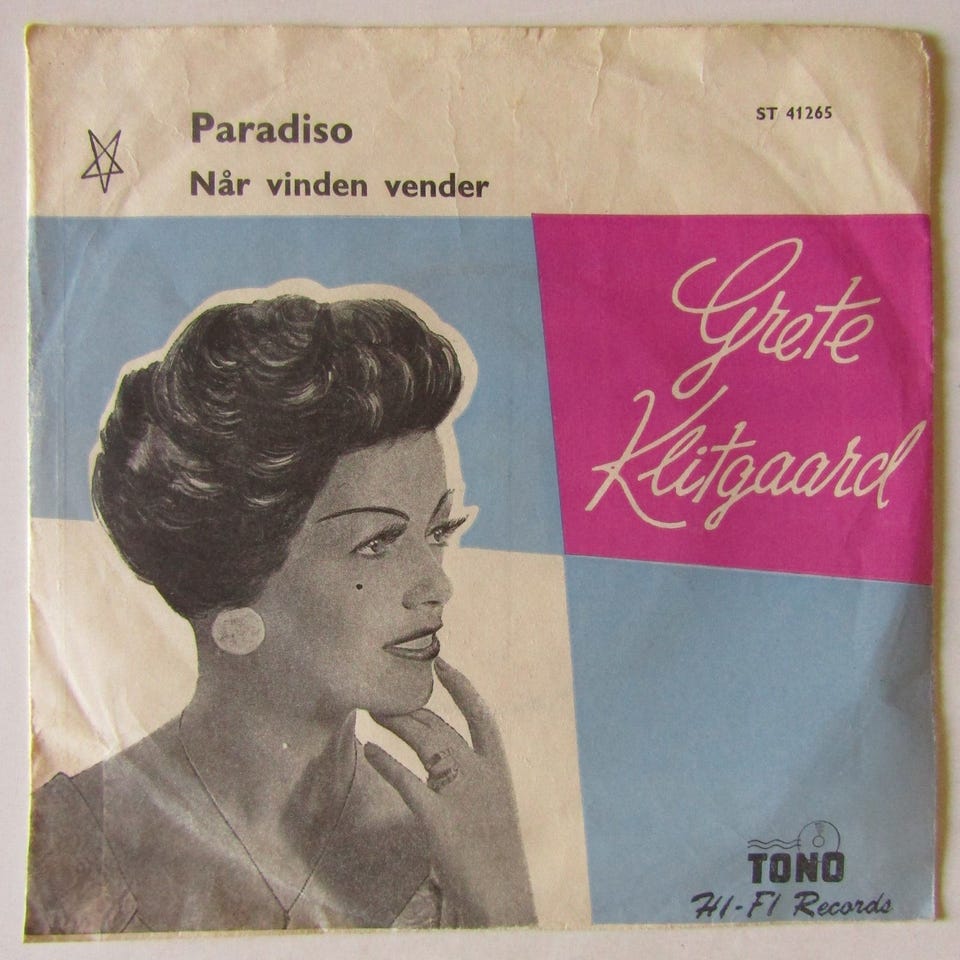 Paradiso
ST 41265
Når vinden vender
Grete
Klitgaard
TONO
HI-FI Records